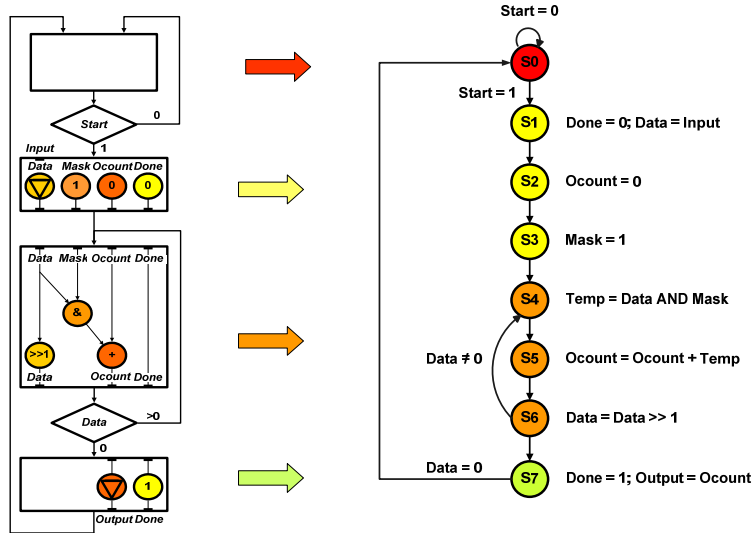 Start
0
1
Input
Data Mask Ocount Done
1 0 0
Data Mask Ocount Done
&
>>1 +
Data Ocount Done
Data
>0
0
1
Output Done
Start = 0
S0
Start = 1
S1 Done = 0; Data = Input
S2 Ocount = 0
S3 Mask = 1
S4 Temp = Data AND Mask
Data ≠ 0
S5 Ocount = Ocount + Temp
S6 Data = Data >> 1
Data = 0
S7 Done = 1; Output = Ocount